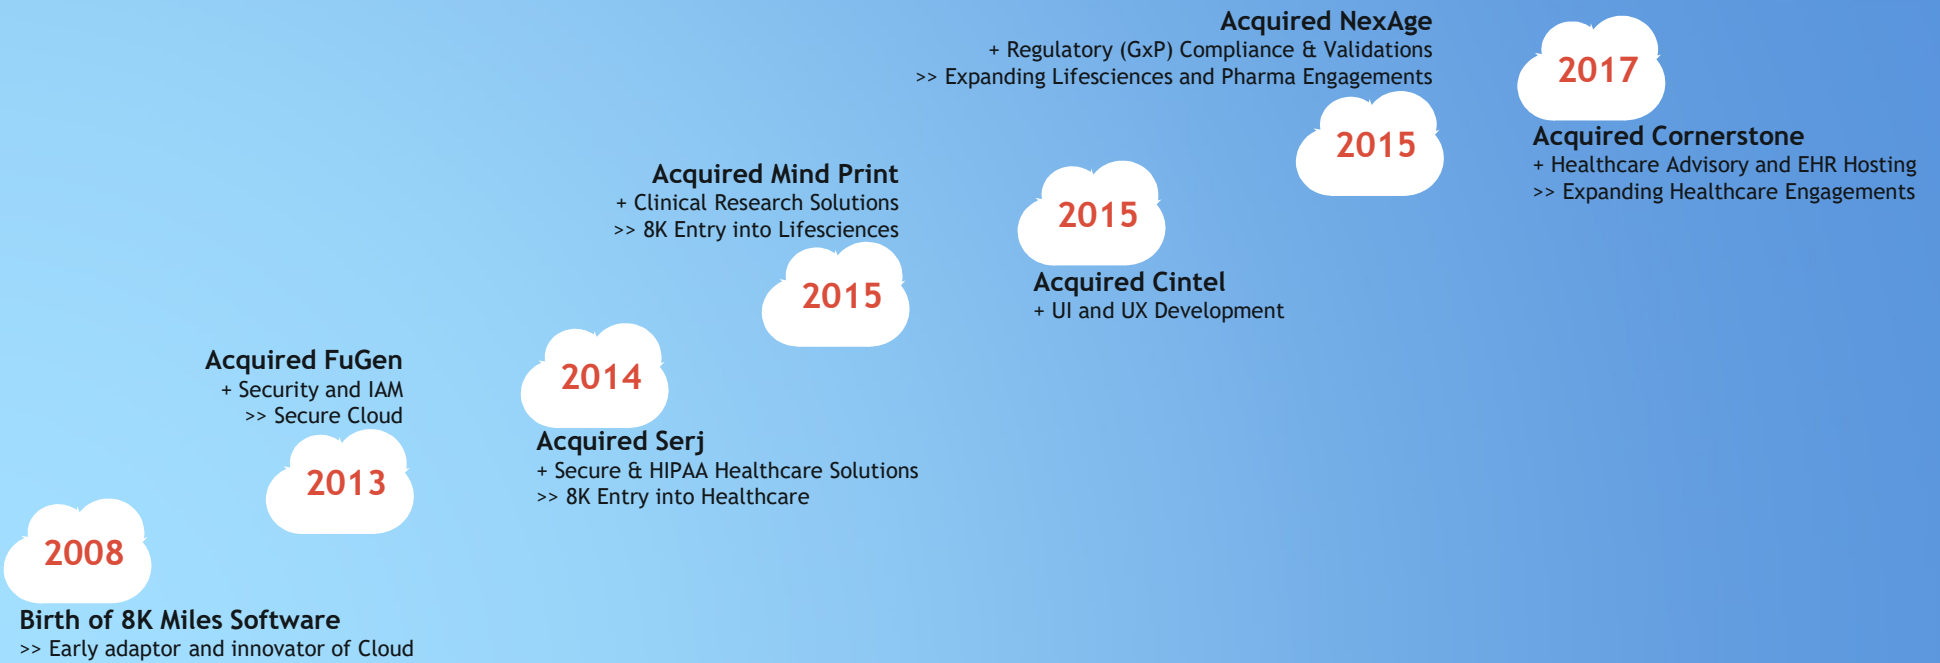 2008
Birth of 8K Miles Software
>> Early adaptor and innovator of Cloud
Acquired FuGen
+ Security and IAM
>> Secure Cloud
2013
2014
Acquired Serj
+ Secure & HIPAA Healthcare Solutions
>> 8K Entry into Healthcare
Acquired Mind Print
+ Clinical Research Solutions
>> 8K Entry into Lifesciences
2015
2015
Acquired Cintel
+ UI and UX Development
Acquired NexAge
+ Regulatory (GxP) Compliance & Validations
>> Expanding Lifesciences and Pharma Engagements
2015
2017
Acquired Cornerstone
+ Healthcare Advisory and EHR Hosting
>> Expanding Healthcare Engagements